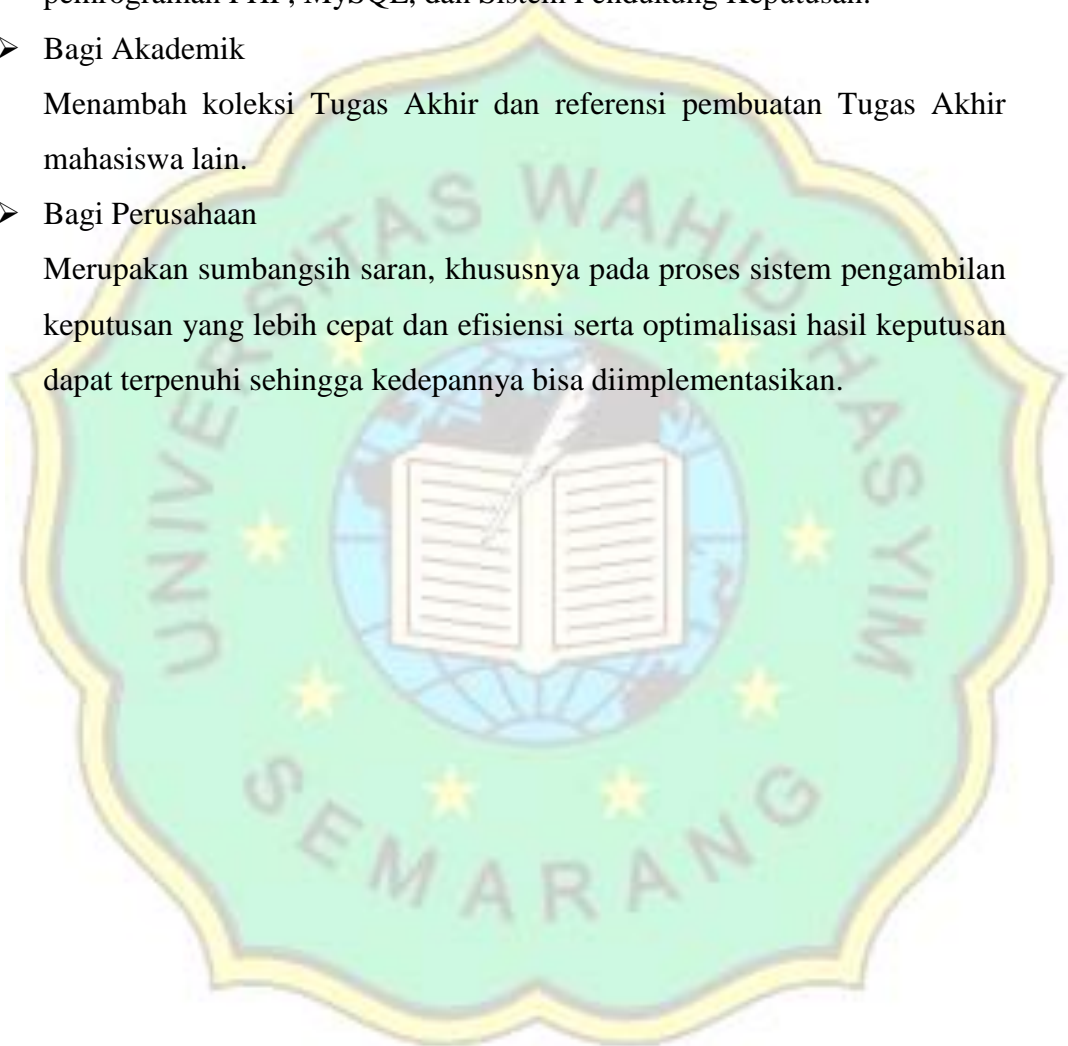 pemrograman PHP, MySQL, dan Sistem Pendukung Keputusan.
➤ Bagi Akademik
Menambah koleksi Tugas Akhir dan referensi pembuatan Tugas Akhir
mahasiswa lain.
➤ Bagi Perusahaan
Merupakan sumbangsih saran, khususnya pada proses sistem pengambilan
keputusan yang lebih cepat dan efisiensi serta optimalisasi hasil keputusan
dapat terpenuhi sehingga kedepannya bisa diimplementasikan.
UNIVERSITAS WAHID HASYIM
SEMARANG